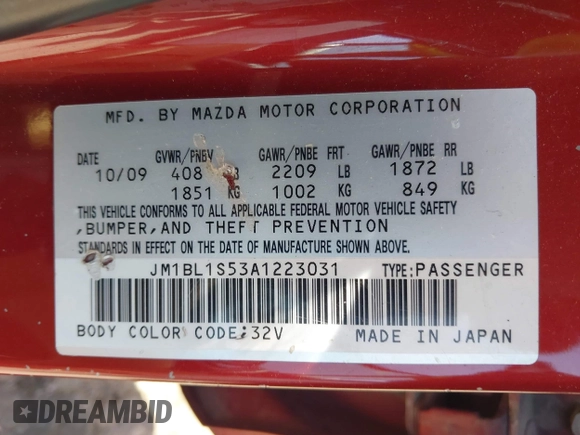 MFD. BY MAZDA MOTOR CORPORATION
DATE GVWR/PNBV GAWR/PNBE FRT GAWR/PNBE RR
10/09 408 LB 2209 LB 1872 LB
1851 KG 1002 KG 849 KG
THIS VEHICLE CONFORMS TO ALL APPLICABLE FEDERAL MOTOR VEHICLE SAFETY
,BUMPER,AND THEFT PREVENTION
STANDARDS IN EFFECT ON THE DATE OF MANUFACTURE SHOWN ABOVE.
JM1BL1S53A1223031 TYPE:PASSENGER
BODY COLOR CODE:32V MADE IN JAPAN
DREAMBID